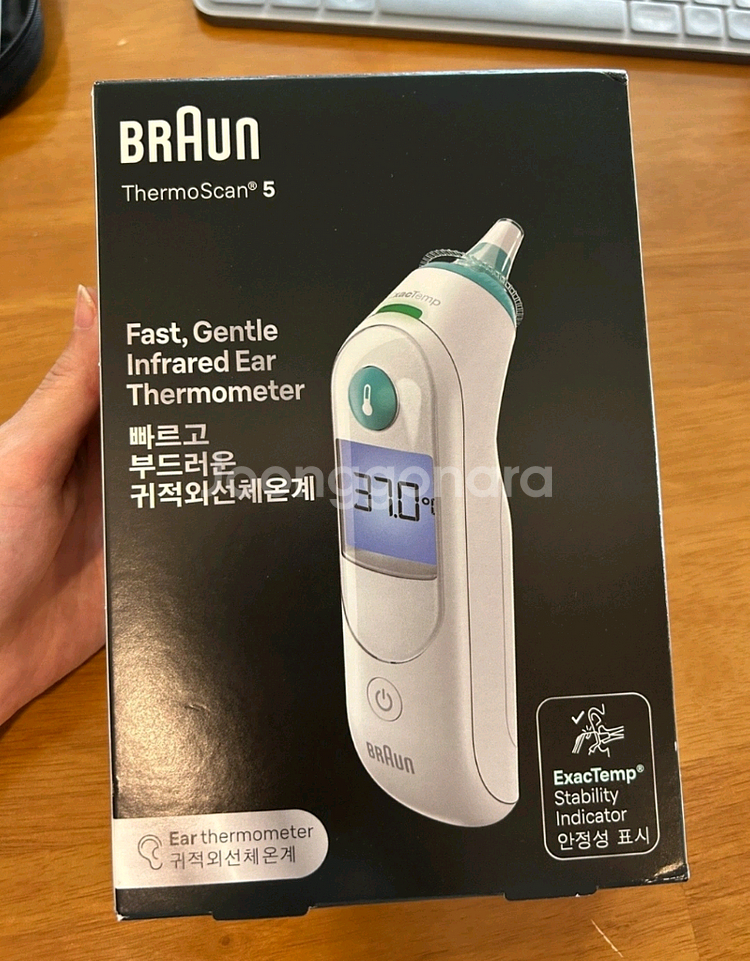 BRAUN
ThermoScan® 5
ExacTemp
Fast, Gentle
Infrared Ear
Thermometer
빠르고
부드러운
귀적외선체온계
Joonggonara
37.0°
BRAUN
ExacTemp®
Stability
Indicator
안정성 표시
Ear thermometer
귀적외선체온계